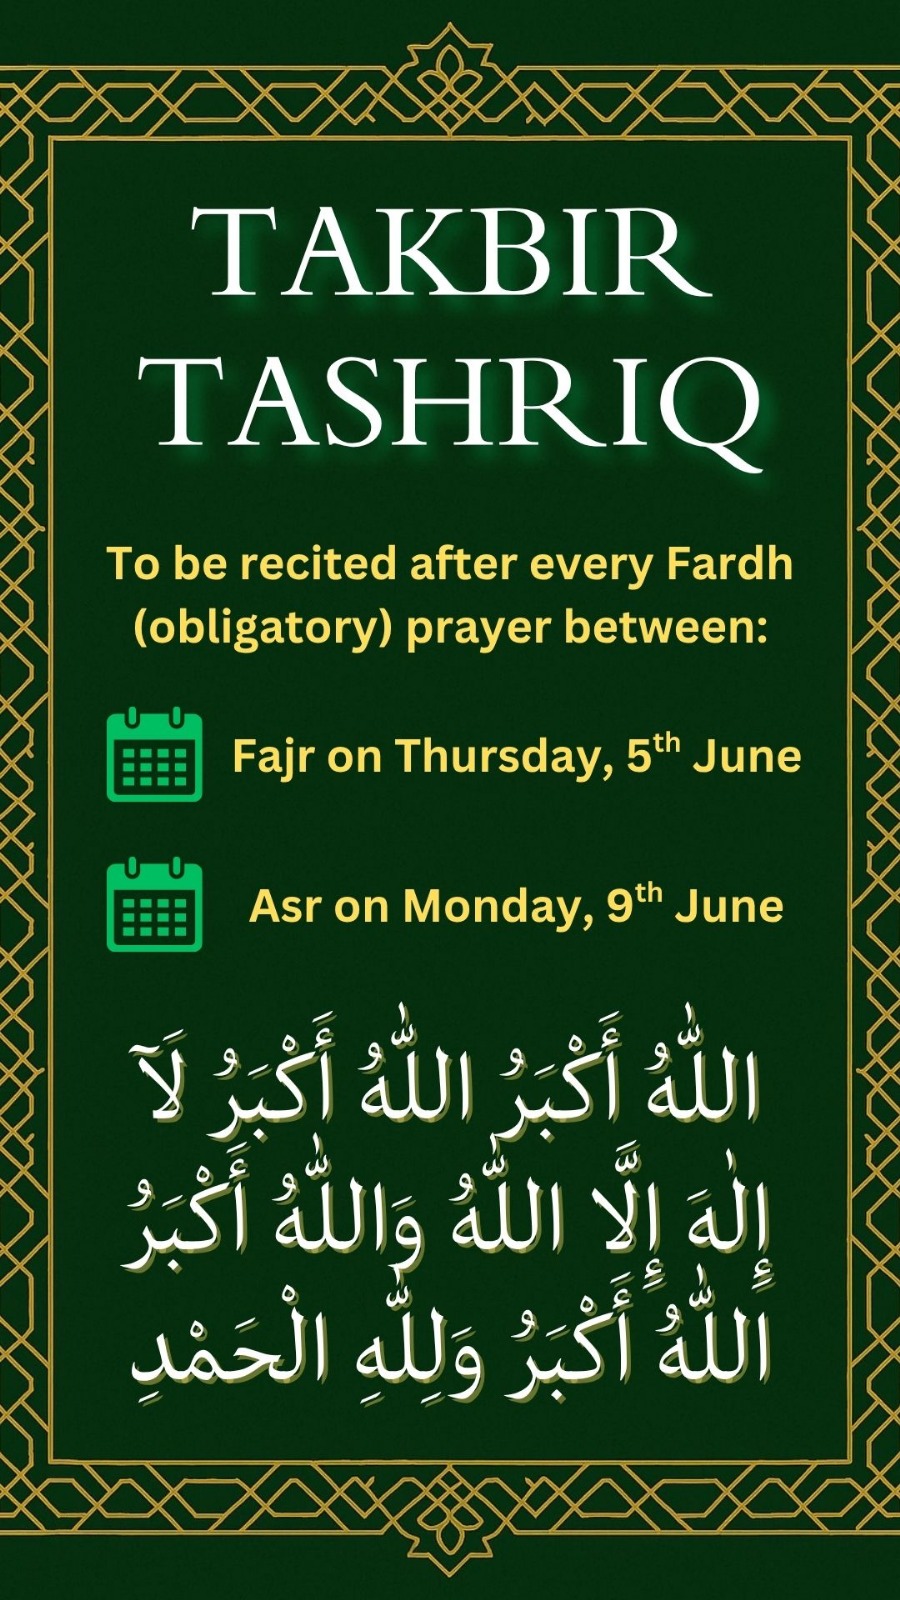 TAKBIR
TASHRIQ
To be recited after every Fardh
(obligatory) prayer between:
Fajr on Thursday, 5th June
Asr on Monday, 9th June
اللّٰهُ أَكْبَرُ اللّٰهُ أَكْبَرُ لَآ
إِلٰهَ إِلَّا اللّٰهُ وَاللّٰهُ أَكْبَرُ
اَللّٰهُ أَكْبَرُ وَلِلّٰهِ الْحَمْدِ